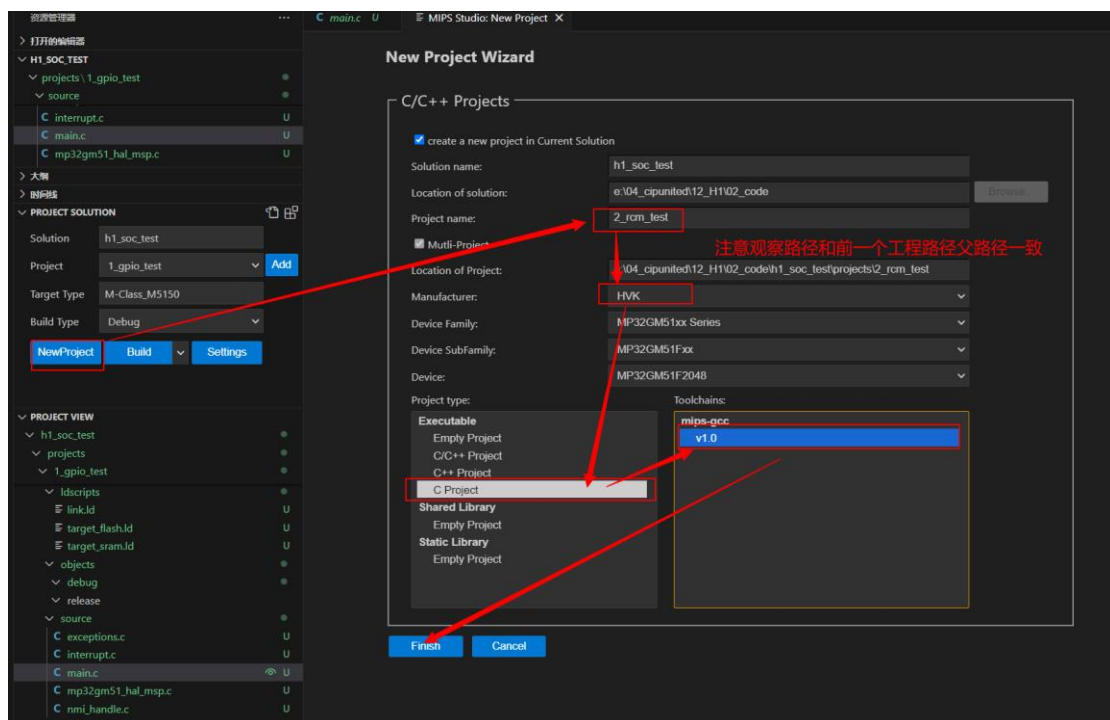 资源管理器 ···
> 打开的编辑器
H1_SOC_TEST
projects\1_gpio_test
source
C interrupt.c U
C main.c U
C mp32gm51_hal_msp.c U
> 大纲
> 时间线
PROJECT SOLUTION
Solution h1_soc_test
Project 1_gpio_test Add
Target Type M-Class_M5150
Build Type Debug
NewProject Build Settings
PROJECT VIEW
h1_soc_test
projects
1_gpio_test
ldscripts
link.ld U
target_flash.ld U
target_sram.ld U
objects
debug
release
source
C exceptions.c U
C interrupt.c U
C main.c U
C mp32gm51_hal_msp.c U
C nmi_handle.c U
C main.c U MIPS Studio: New Project ×
New Project Wizard
C/C++ Projects
create a new project in Current Solution
Solution name: h1_soc_test
Location of solution: e:\04_cipunited\12_H1\02_code Browse...
Project name: 2_rcm_test
Mutli-Project
注意观察路径和前一个工程路径父路径一致
Location of Project: :\04_cipunited\12_H1\02_code\h1_soc_test\projects\2_rcm_test
Manufacturer: HVK
Device Family: MP32GM51xx Series
Device SubFamily: MP32GM51Fxx
Device: MP32GM51F2048
Project type: Toolchains:
Executable mips-gcc
Empty Project v1.0
C/C++ Project
C++ Project
C Project
Shared Library
Empty Project
Static Library
Empty Project
Finish Cancel